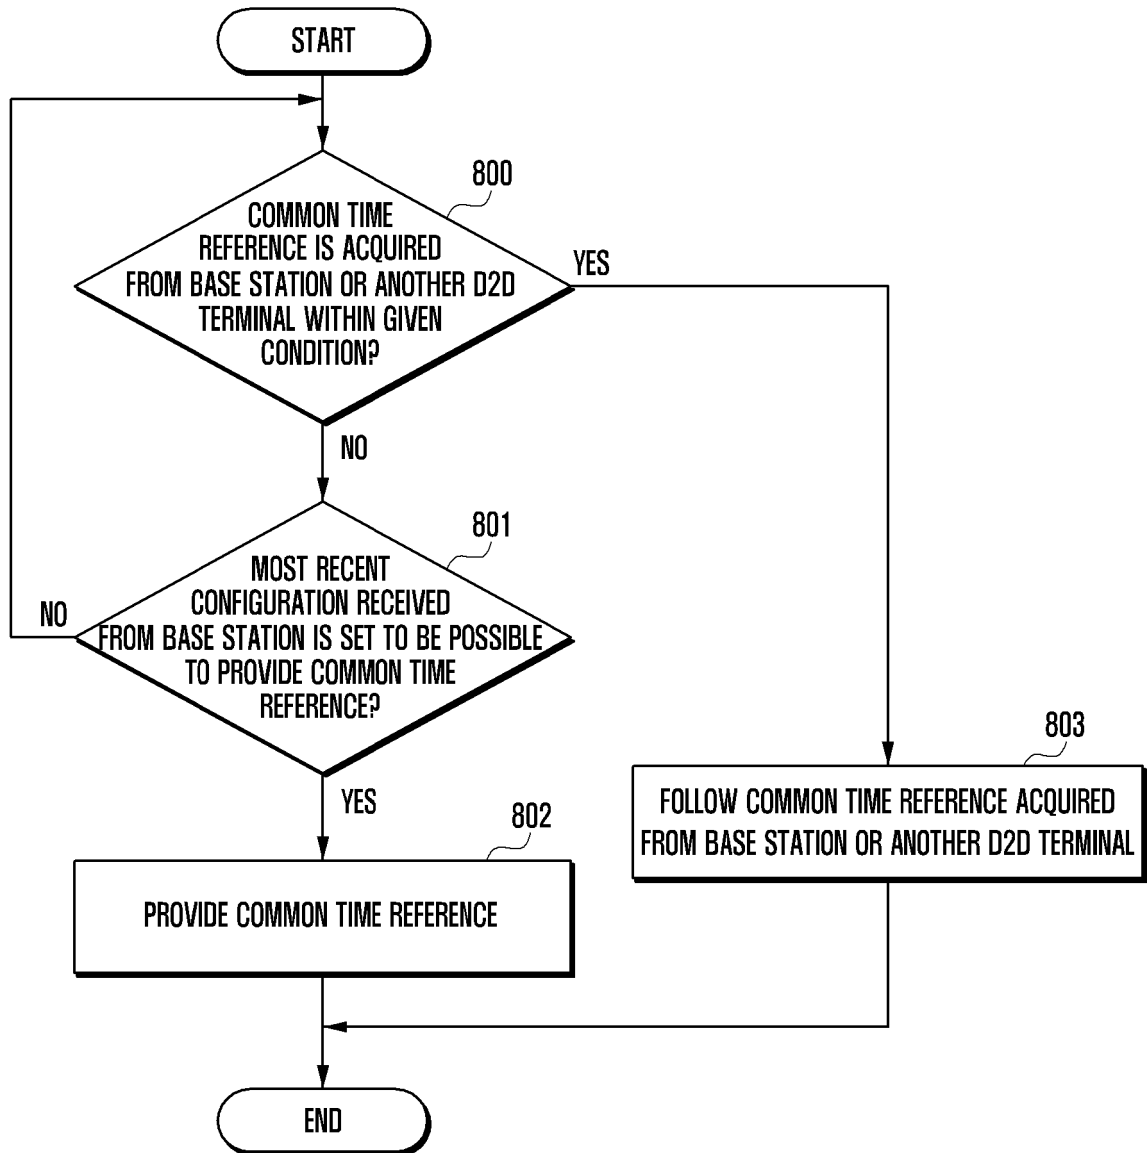 START
800
COMMON TIME
REFERENCE IS ACQUIRED
FROM BASE STATION OR ANOTHER D2D
TERMINAL WITHIN GIVEN
CONDITION?
YES
NO
801
MOST RECENT
CONFIGURATION RECEIVED
FROM BASE STATION IS SET TO BE POSSIBLE
TO PROVIDE COMMON TIME
REFERENCE?
NO
YES
802
PROVIDE COMMON TIME REFERENCE
803
FOLLOW COMMON TIME REFERENCE ACQUIRED
FROM BASE STATION OR ANOTHER D2D TERMINAL
END